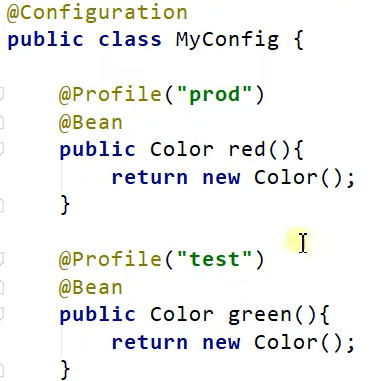 @Configuration
public class MyConfig {
@Profile("prod")
@Bean
public Color red(){
return new Color();
}
@Profile("test")
@Bean
public Color green(){
return new Color();
}